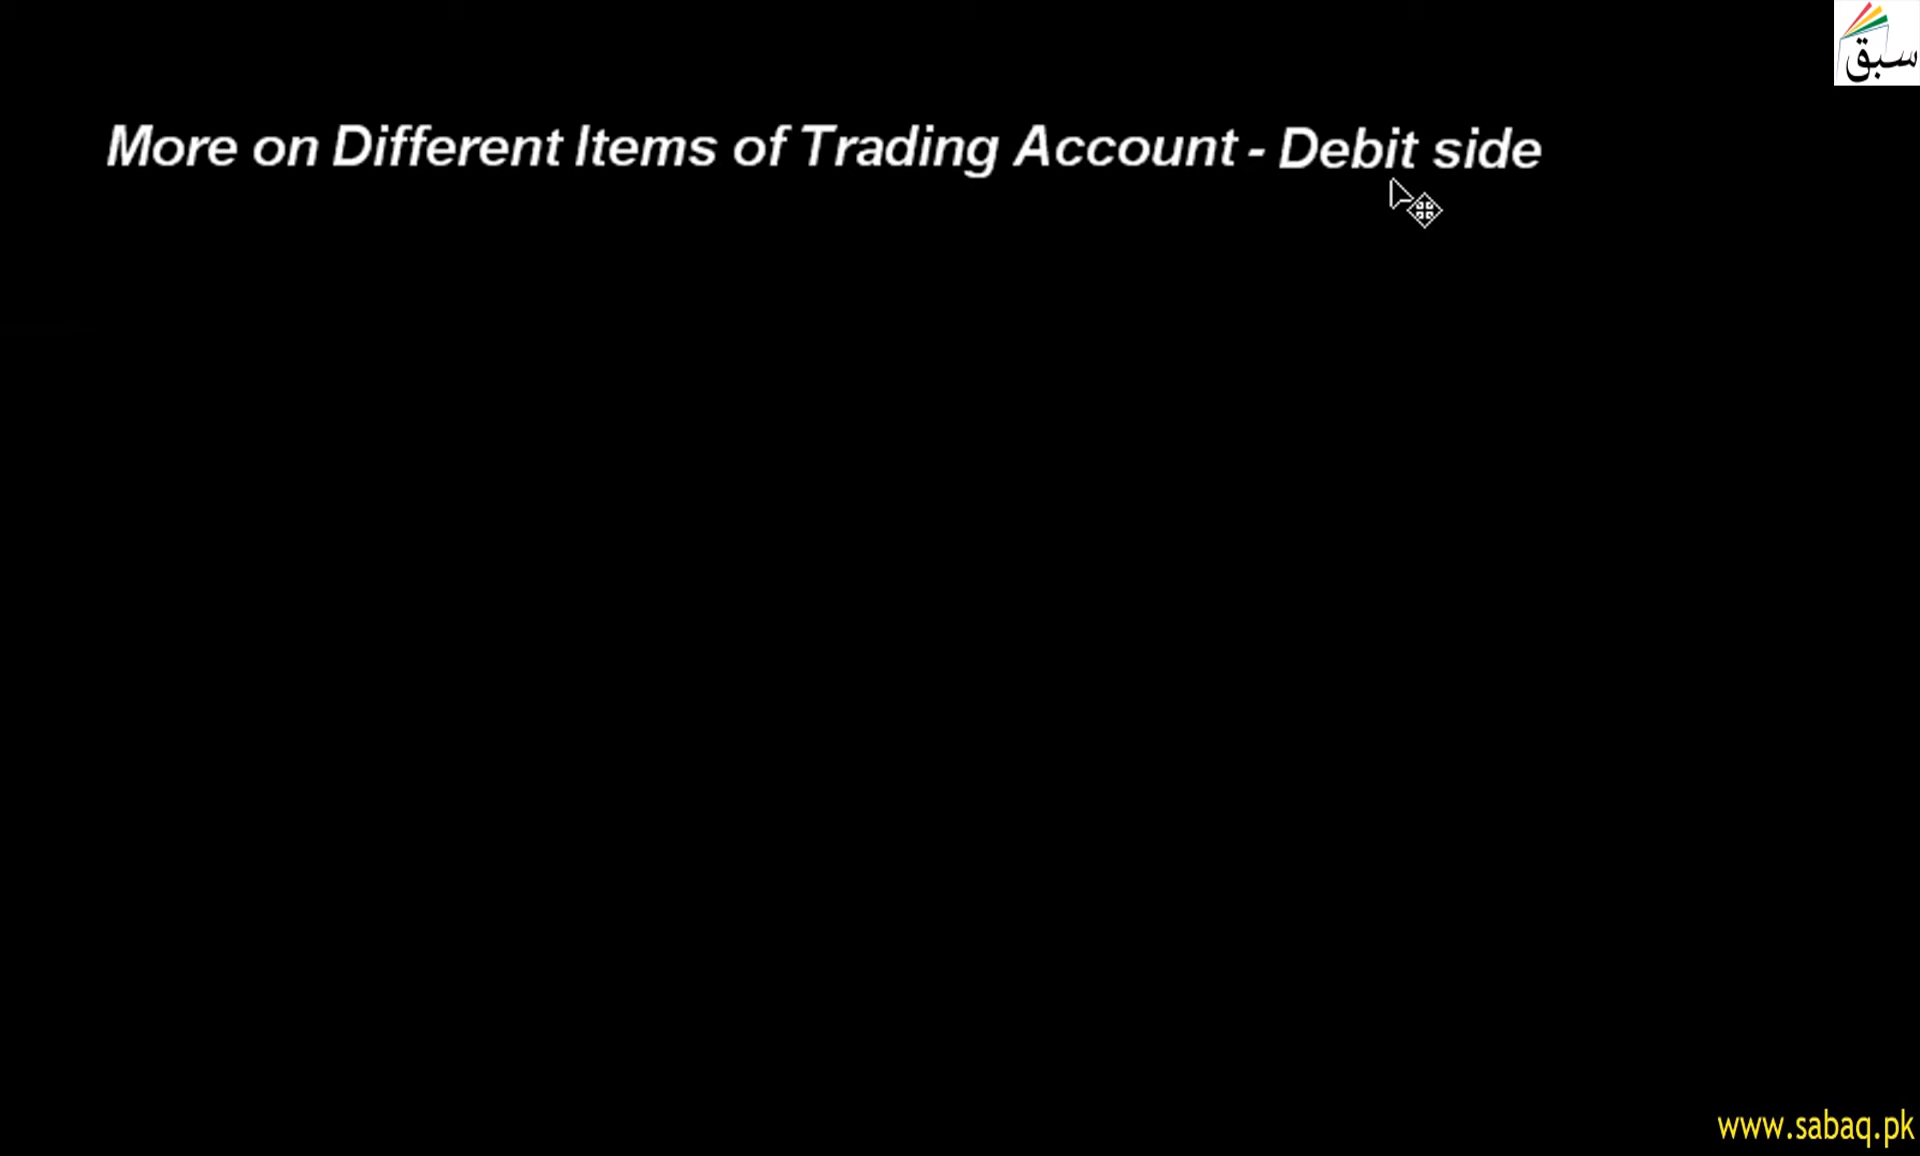 سبق
More on Different Items of Trading Account - Debit side
www.sabaq.pk